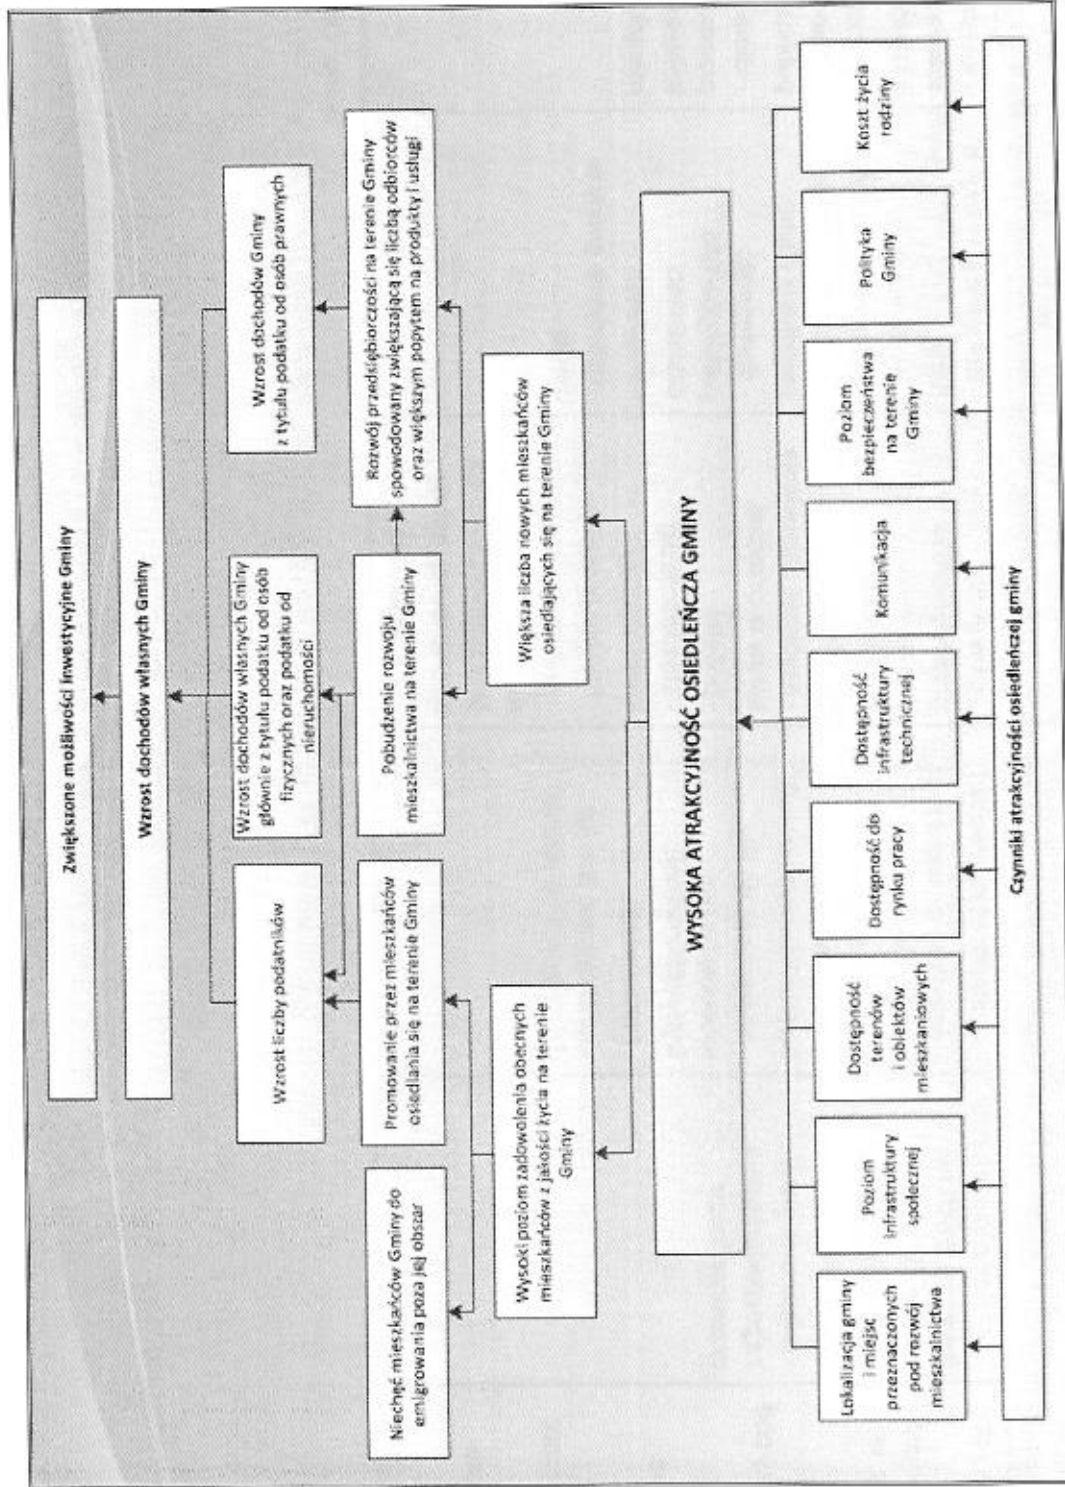 Zwiększone możliwości inwestycyjne Gminy
Wzrost dochodów własnych Gminy
Wzrost liczby podatników
Wzrost dochodów własnych Gminy
głównie z tytułu podatku od osób
fizycznych oraz podatku od
nieruchomości
Wzrost dochodów Gminy
z tytułu podatku od osób prawnych
Niechęć mieszkańców Gminy do
emigrowania poza jej obszar
Promowanie przez mieszkańców
osiedlania się na terenie Gminy
Pobudzenie rozwoju
mieszkalnictwa na terenie Gminy
Rozwój przedsiębiorczości na terenie Gminy
spowodowany zwiększającą się liczbą odbiorców
oraz większym popytem na produkty i usługi
Wysoki poziom zadowolenia obecnych
mieszkańców z jakości życia na terenie
Gminy
Większa liczba nowych mieszkańców
osiedlających się na terenie Gminy
WYSOKA ATRAKCYJNOŚĆ OSIEDLEŃCZA GMINY
Lokalizacja gminy
i miejsc
przeznaczonych
pod rozwój
mieszkalnictwa
Poziom
infrastruktury
społecznej
Dostępność
terenów
i obiektów
mieszkaniowych
Dostępność do
rynku pracy
Dostępność
infrastruktury
technicznej
Komunikacja
Poziom
bezpieczeństwa
na terenie
Gminy
Polityka
Gminy
Koszt życia
rodziny
Czynniki atrakcyjności osiedleńczej gminy